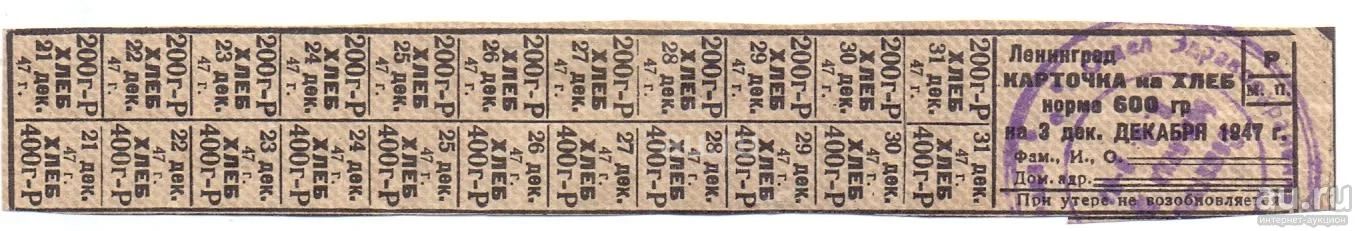 Ленинград
Р
КАРТОЧКА на ХЛЕБ
м. п.
норма 600 гр
на 3 дек. ДЕКАБРЯ 1947 г.
Фам., И., О.
Дом. адр.
При утере не возобновляется
200г-Р
ХЛЕБ
21 дек.
47 г.
200г-Р
ХЛЕБ
22 дек.
47 г.
200г-Р
ХЛЕБ
23 дек.
47 г.
200г-Р
ХЛЕБ
24 дек.
47 г.
200г-Р
ХЛЕБ
25 дек.
47 г.
200г-Р
ХЛЕБ
26 дек.
47 г.
200г-Р
ХЛЕБ
27 дек.
47 г.
200г-Р
ХЛЕБ
28 дек.
47 г.
200г-Р
ХЛЕБ
29 дек.
47 г.
200г-Р
ХЛЕБ
30 дек.
47 г.
200г-Р
ХЛЕБ
31 дек.
47 г.
21 дек.
47 г.
ХЛЕБ
400г-Р
22 дек.
47 г.
ХЛЕБ
400г-Р
23 дек.
47 г.
ХЛЕБ
400г-Р
24 дек.
47 г.
ХЛЕБ
400г-Р
25 дек.
47 г.
ХЛЕБ
400г-Р
26 дек.
47 г.
ХЛЕБ
400г-Р
27 дек.
47 г.
ХЛЕБ
400г-Р
28 дек.
47 г.
ХЛЕБ
400г-Р
29 дек.
47 г.
ХЛЕБ
400г-Р
30 дек.
47 г.
ХЛЕБ
400г-Р
31 дек.
47 г.
ХЛЕБ
400г-Р
au.ru
интернет-аукцион